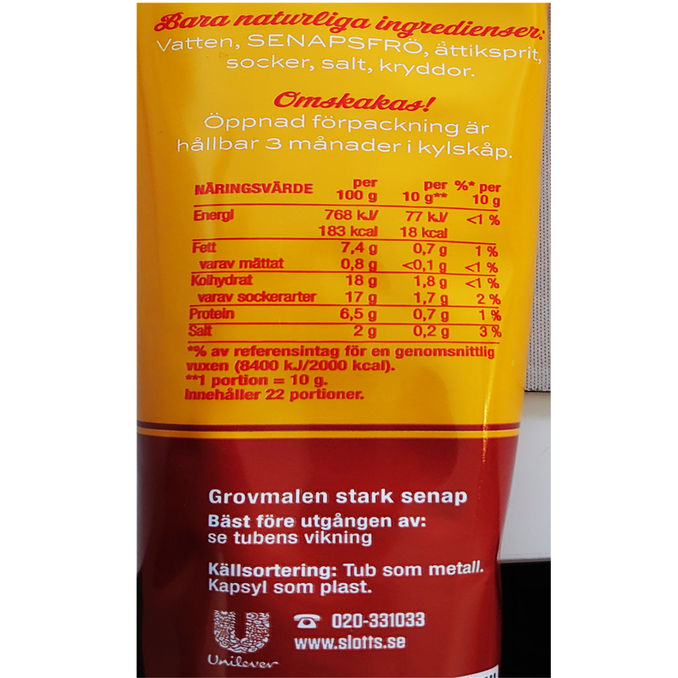 Bara naturliga ingredienser:
Vatten, SENAPSFRÖ, ättiksprit,
socker, salt, kryddor.
Omskakas!
Öppnad förpackning är
hållbar 3 månader i kylskåp.
NÄRINGSVÄRDE per 100 g per 10 g** %* per 10 g
Energi 768 kJ/ 77 kJ/ <1 %
183 kcal 18 kcal
Fett 7,4 g 0,7 g 1 %
varav mättat 0,8 g <0,1 g <1 %
Kolhydrat 18 g 1,8 g <1 %
varav sockerarter 17 g 1,7 g 2 %
Protein 6,5 g 0,7 g 1 %
Salt 2 g 0,2 g 3 %
*% av referensintag för en genomsnittlig
vuxen (8400 kJ/2000 kcal).
**1 portion = 10 g.
Innehåller 22 portioner.
Grovmalen stark senap
Bäst före utgången av:
se tubens vikning
Källsortering: Tub som metall.
Kapsyl som plast.
☎ 020-331033
www.slotts.se
Unilever